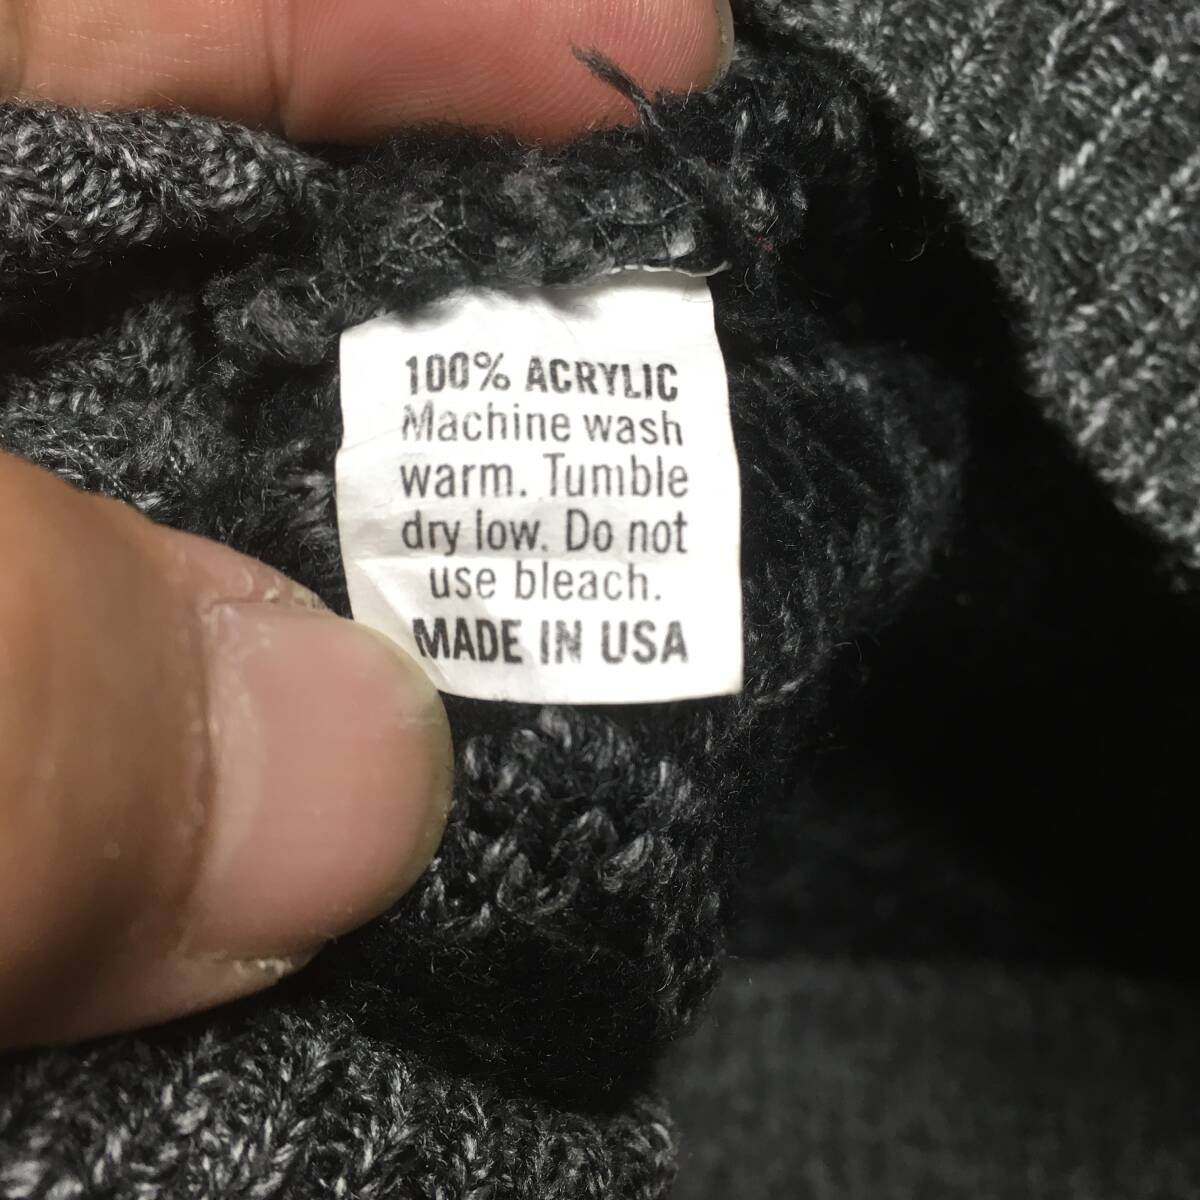 100% ACRYLIC
Machine wash
warm. Tumble
dry low. Do not
use bleach.
MADE IN USA